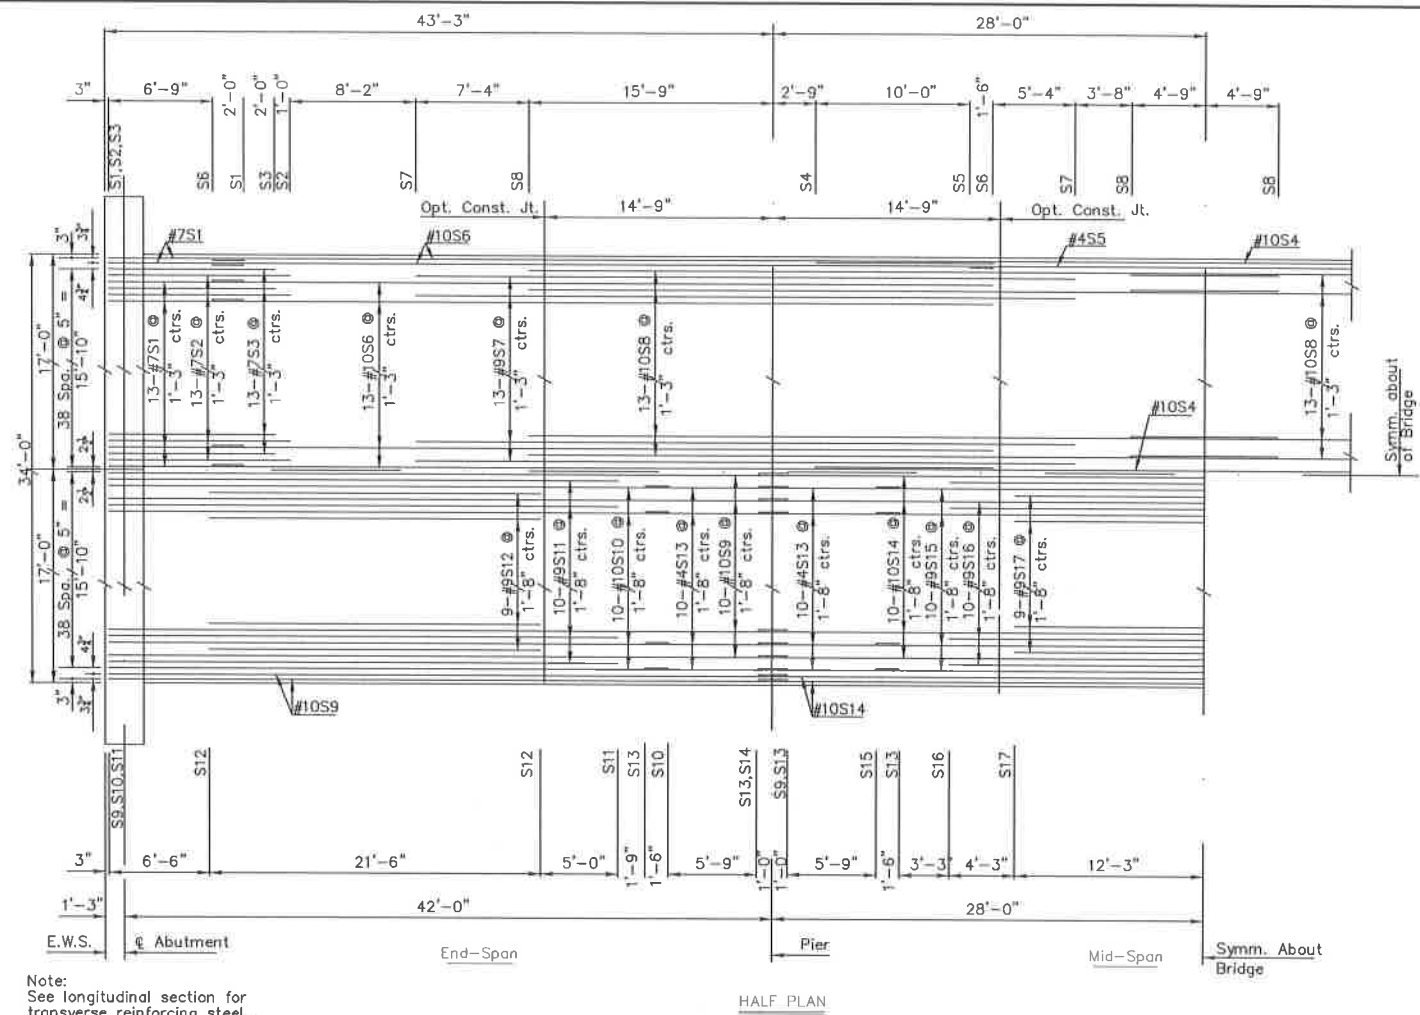 43'-3"
28'-0"
3"
6'-9"
2'-0"
2'-0"
1'-0"
8'-2"
7'-4"
15'-9"
2'-9"
10'-0"
1'-6"
5'-4"
3'-8"
4'-9"
4'-9"
S1,S2,S3
S6
S1
S3
S2
S7
S8
S4
S5
S6
S7
S8
S8
Opt. Const. Jt.
14'-9"
14'-9"
Opt. Const. Jt.
#7S1
#10S6
#4S5
#10S4
3"
4¾"
34'-0"
17'-0"
38 Spa. @ 5" =
15'-10"
2½"
13-#7S1 @
1'-3" ctrs.
13-#7S2 @
1'-3" ctrs.
13-#7S3 @
1'-3" ctrs.
13-#10S6 @
1'-3" ctrs.
13-#9S7 @
1'-3" ctrs.
13-#10S8 @
1'-3" ctrs.
13-#10S8 @
1'-3" ctrs.
#10S4
Symm. about
of Bridge
17'-0"
38 Spa. @ 5" =
15'-10"
2½"
4¾"
3"
9-#9S12 @
1'-8" ctrs.
10-#9S11 @
1'-8" ctrs.
10-#10S10 @
1'-8" ctrs.
10-#4S13 @
1'-8" ctrs.
10-#10S9 @
1'-8" ctrs.
10-#4S13 @
1'-8" ctrs.
10-#10S14 @
1'-8" ctrs.
10-#9S15 @
1'-8" ctrs.
10-#9S16 @
1'-8" ctrs.
9-#9S17 @
1'-8" ctrs.
#10S9
#10S14
S9,S10,S11
S12
S12
S11
S13
S10
S13,S14
S9,S13
S15
S13
S16
S17
3"
6'-6"
21'-6"
5'-0"
1'-9"
1'-6"
5'-9"
1'-0"
1'-0"
5'-9"
1'-6"
3'-3"
4'-3"
12'-3"
1'-3"
42'-0"
28'-0"
E.W.S.
℄ Abutment
End-Span
Pier
Mid-Span
Symm. About
Bridge
Note:
See longitudinal section for
transverse reinforcing steel.
HALF PLAN